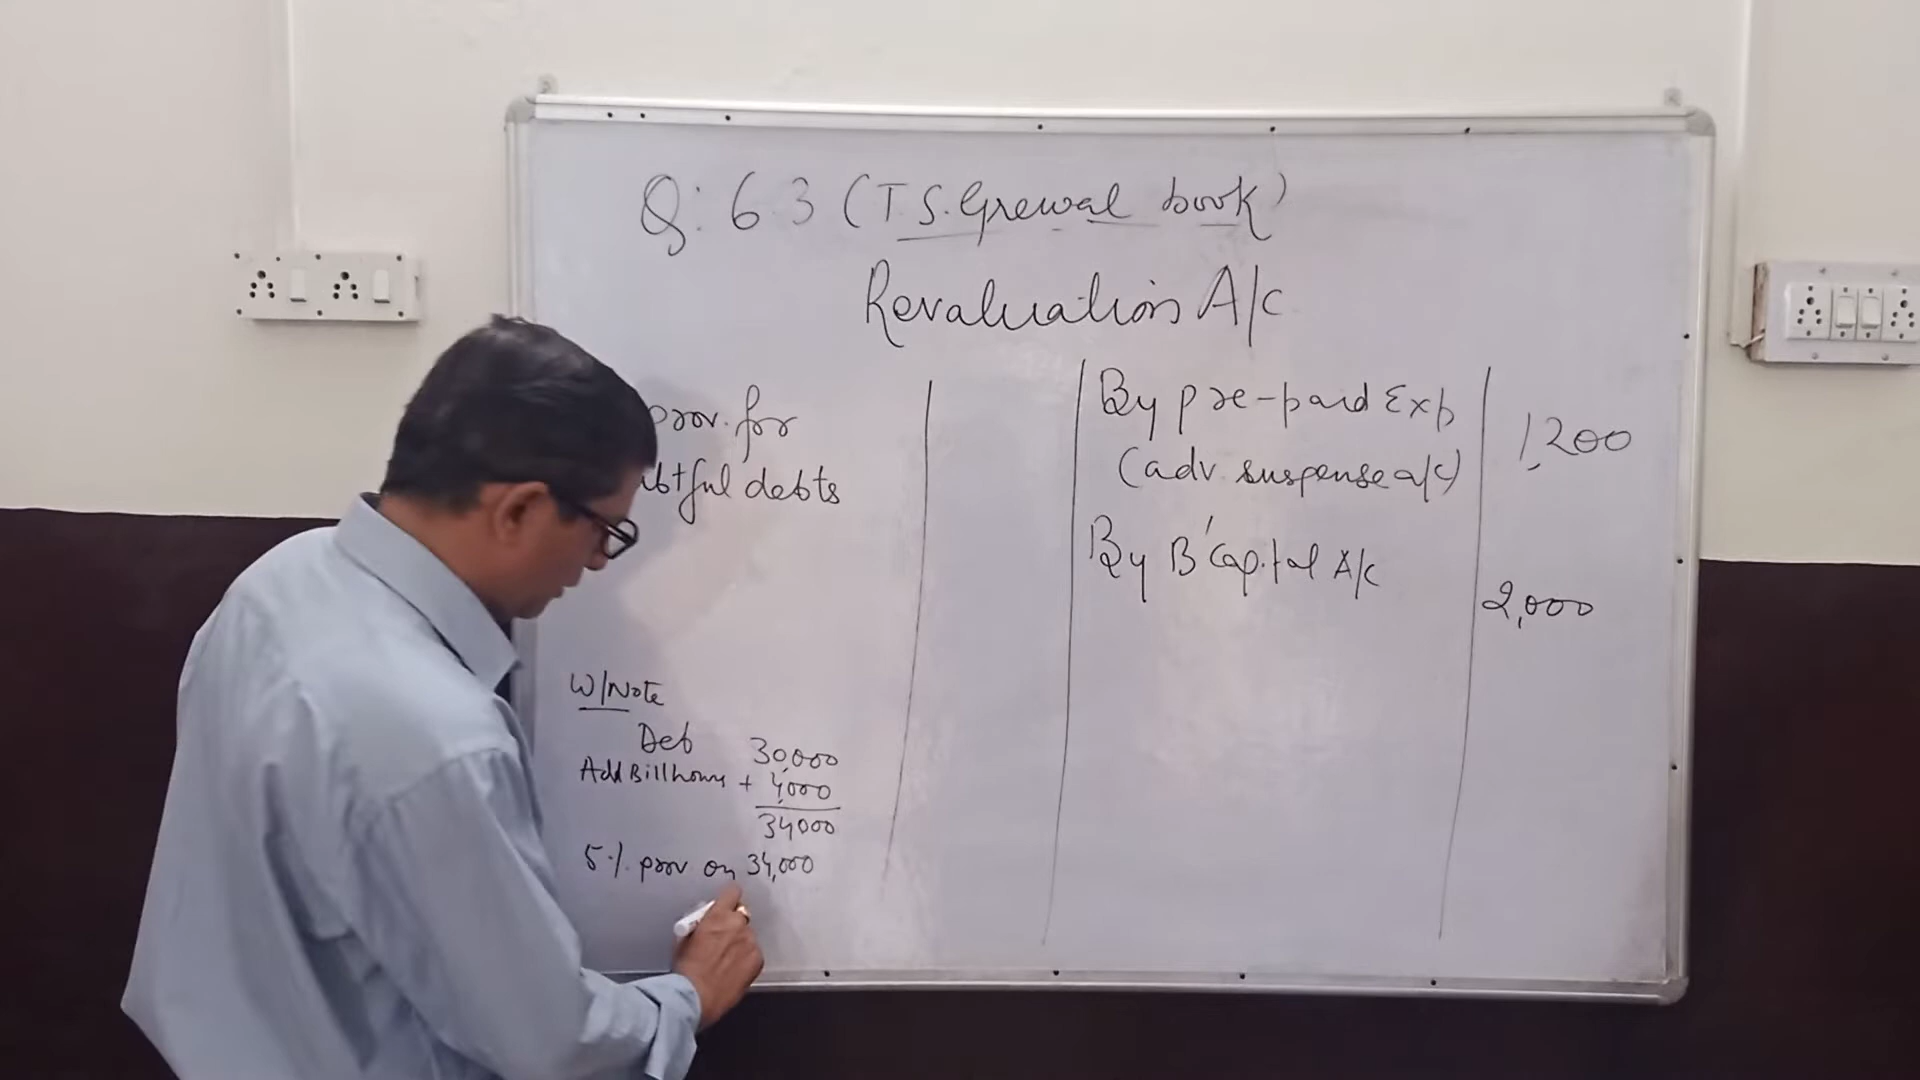 Q: 63 (T.S. Grewal book)
Revaluation A/c
prov. for
btful debts
By pre-paid Exp
(adv. suspense a/c)
1,200
By B' Capital A/c
2,000
W/Note
Deb 30,000
Add Bill + 4,000
34000
5% prov on 34,000